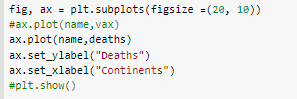 fig, ax = plt.subplots(figsize =(20, 10))
#ax.plot(name,vax)
ax.plot(name,deaths)
ax.set_ylabel("Deaths")
ax.set_xlabel("Continents")
#plt.show()